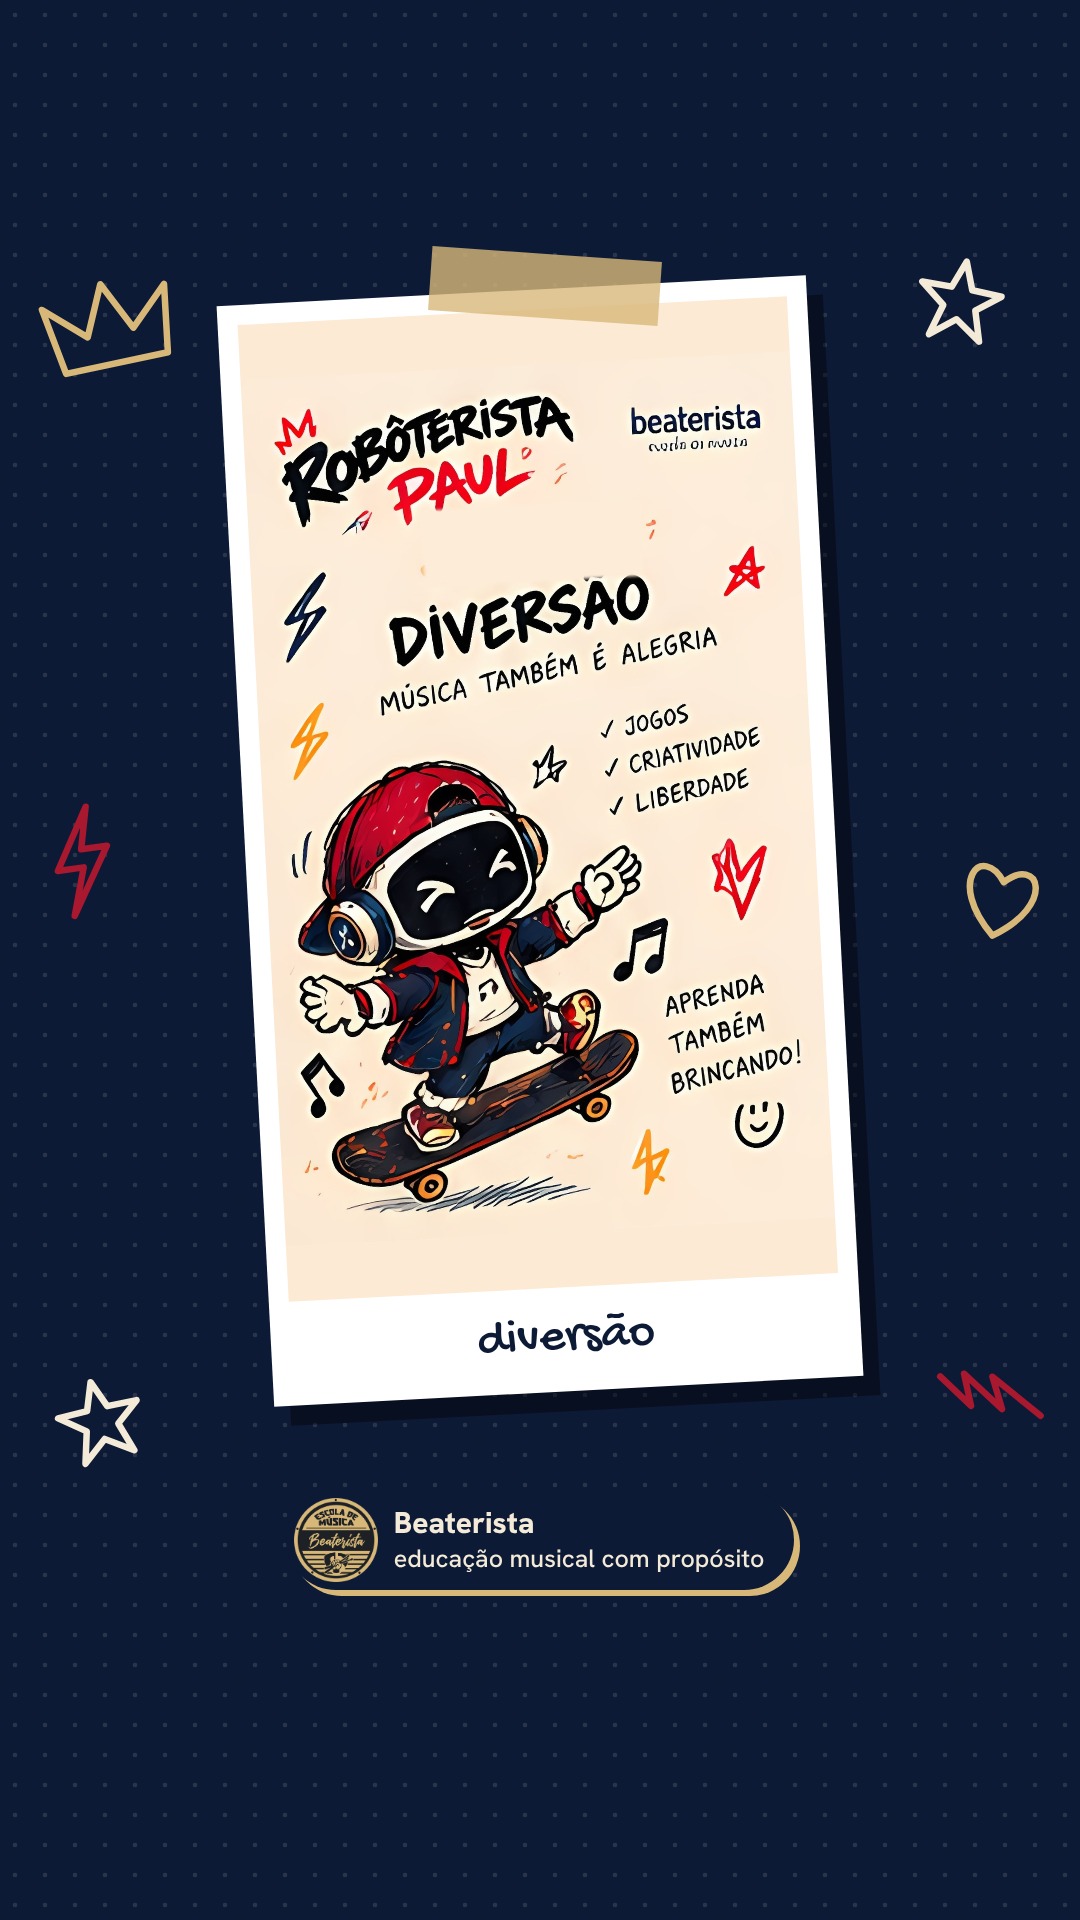 ROBÔTERISTA
PAUL
beaterista
DIVERSÃO
MÚSICA TAMBÉM É ALEGRIA
✓ JOGOS
✓ CRIATIVIDADE
✓ LIBERDADE
APRENDA
TAMBÉM
BRINCANDO!
diversão
ESCOLA DE
MÚSICA
Beaterista
Beaterista
educação musical com propósito